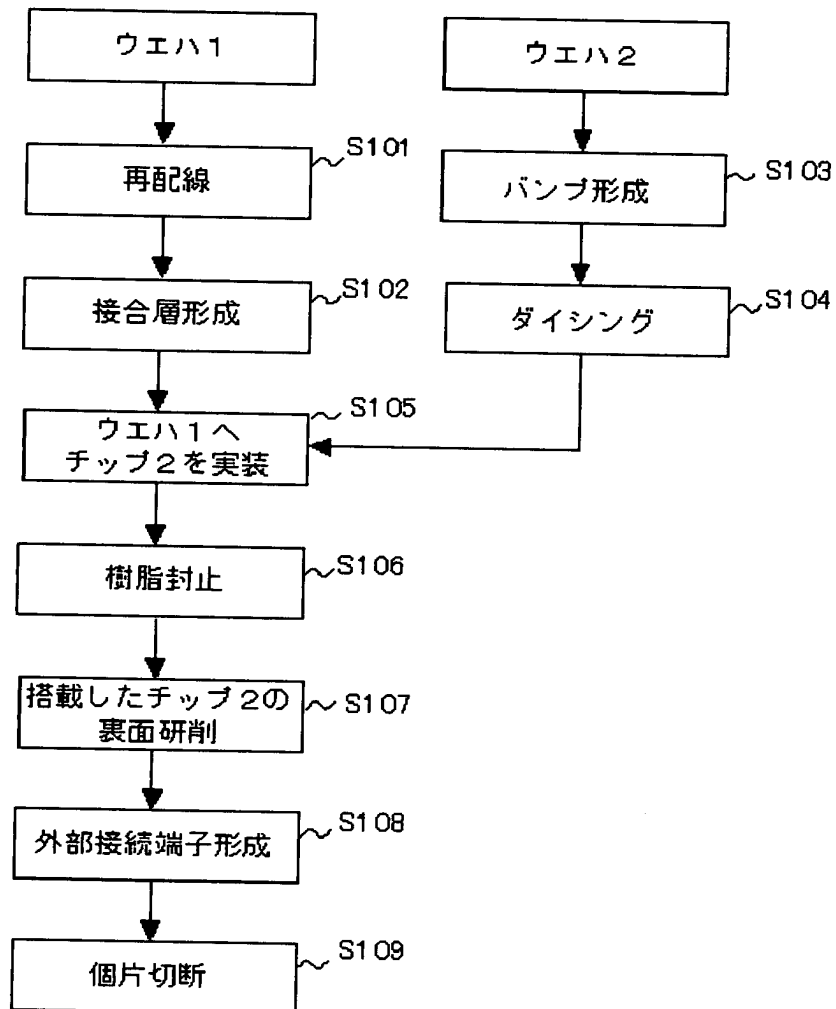 ウエハ1
ウエハ2
再配線
S101
バンプ形成
S103
接合層形成
S102
ダイシング
S104
ウエハ1へ
チップ2を実装
S105
樹脂封止
S106
搭載したチップ2の
裏面研削
S107
外部接続端子形成
S108
個片切断
S109